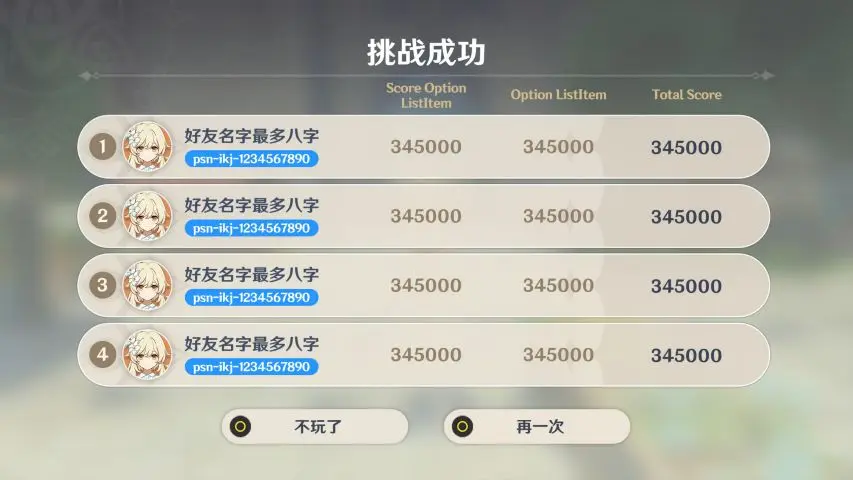 挑战成功
Score Option
ListItem
Option ListItem
Total Score
1
好友名字最多八字
psn-ikj-1234567890
345000
345000
345000
2
好友名字最多八字
psn-ikj-1234567890
345000
345000
345000
3
好友名字最多八字
psn-ikj-1234567890
345000
345000
345000
4
好友名字最多八字
psn-ikj-1234567890
345000
345000
345000
不玩了
再一次